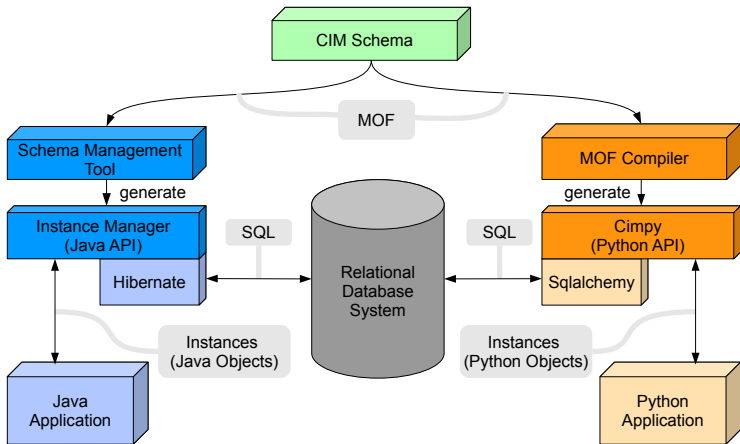 CIM Schema
MOF
Schema Management
Tool
MOF Compiler
generate
generate
Instance Manager
(Java API)
SQL
SQL
Cimpy
(Python API)
Hibernate
Relational
Database
System
Sqlalchemy
Instances
(Java Objects)
Instances
(Python Objects)
Java
Application
Python
Application